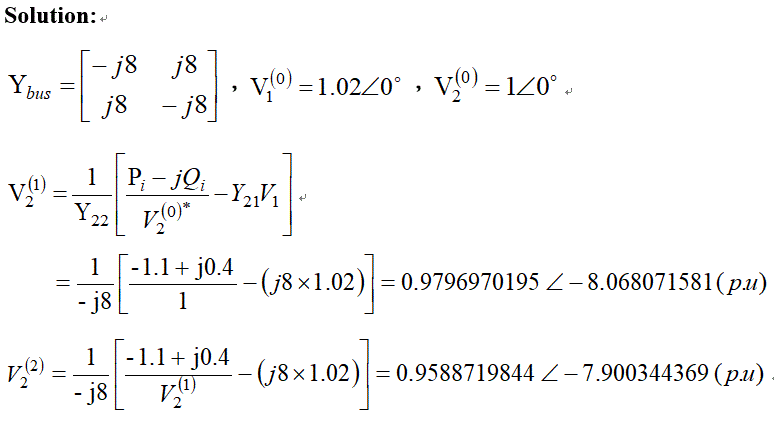 Solution:
Y_bus = [ -j8 j8 ; j8 -j8 ] , V_1^(0) = 1.02∠0° , V_2^(0) = 1∠0°
V_2^(1) = 1/Y_22 [ (P_i - jQ_i)/V_2^(0)* - Y_21 V_1 ]
= 1/-j8 [ (-1.1 + j0.4)/1 - (j8 × 1.02) ] = 0.9796970195 ∠ -8.068071581 (p.u)
V_2^(2) = 1/-j8 [ (-1.1 + j0.4)/V_2^(1) - (j8 × 1.02) ] = 0.9588719844 ∠ -7.900344369 (p.u)